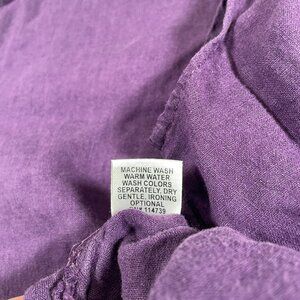 MACHINE WASH
WARM WATER
WASH COLORS
SEPARATELY, DRY
GENTLE, IRONING
OPTIONAL
114739